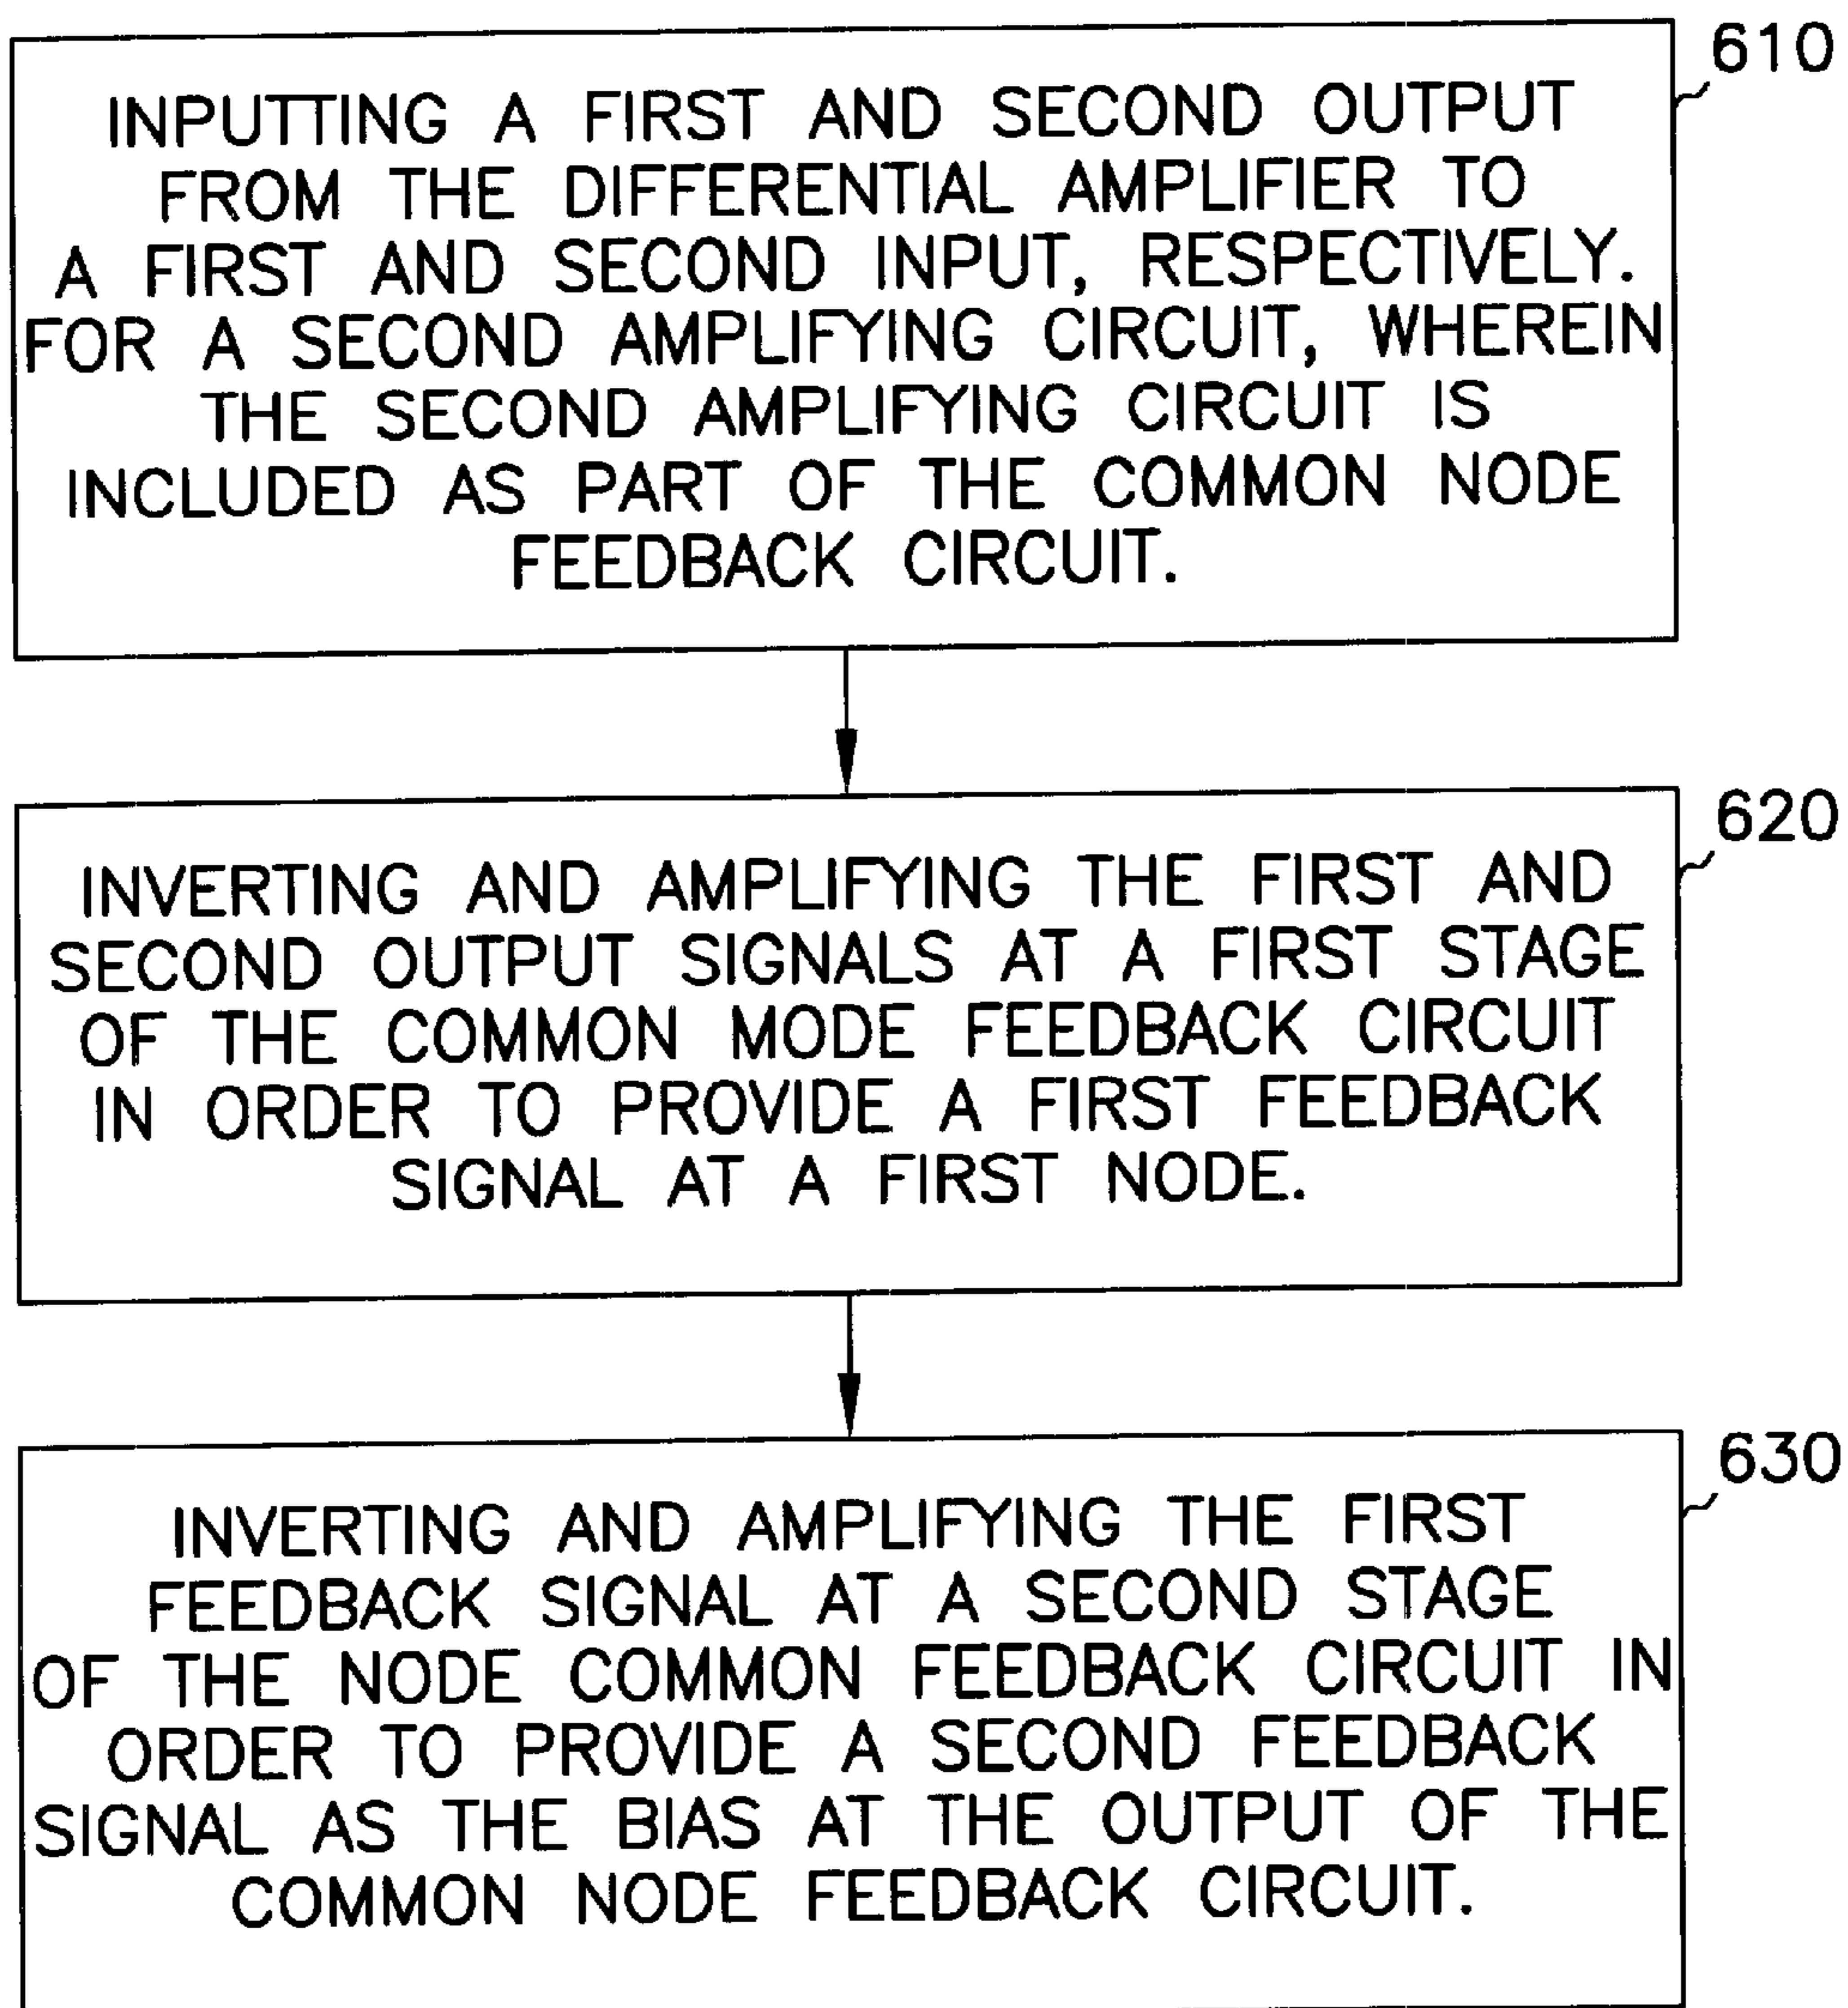 610
INPUTTING A FIRST AND SECOND OUTPUT
FROM THE DIFFERENTIAL AMPLIFIER TO
A FIRST AND SECOND INPUT, RESPECTIVELY.
FOR A SECOND AMPLIFYING CIRCUIT, WHEREIN
THE SECOND AMPLIFYING CIRCUIT IS
INCLUDED AS PART OF THE COMMON NODE
FEEDBACK CIRCUIT.
620
INVERTING AND AMPLIFYING THE FIRST AND
SECOND OUTPUT SIGNALS AT A FIRST STAGE
OF THE COMMON MODE FEEDBACK CIRCUIT
IN ORDER TO PROVIDE A FIRST FEEDBACK
SIGNAL AT A FIRST NODE.
630
INVERTING AND AMPLIFYING THE FIRST
FEEDBACK SIGNAL AT A SECOND STAGE
OF THE NODE COMMON FEEDBACK CIRCUIT IN
ORDER TO PROVIDE A SECOND FEEDBACK
SIGNAL AS THE BIAS AT THE OUTPUT OF THE
COMMON NODE FEEDBACK CIRCUIT.